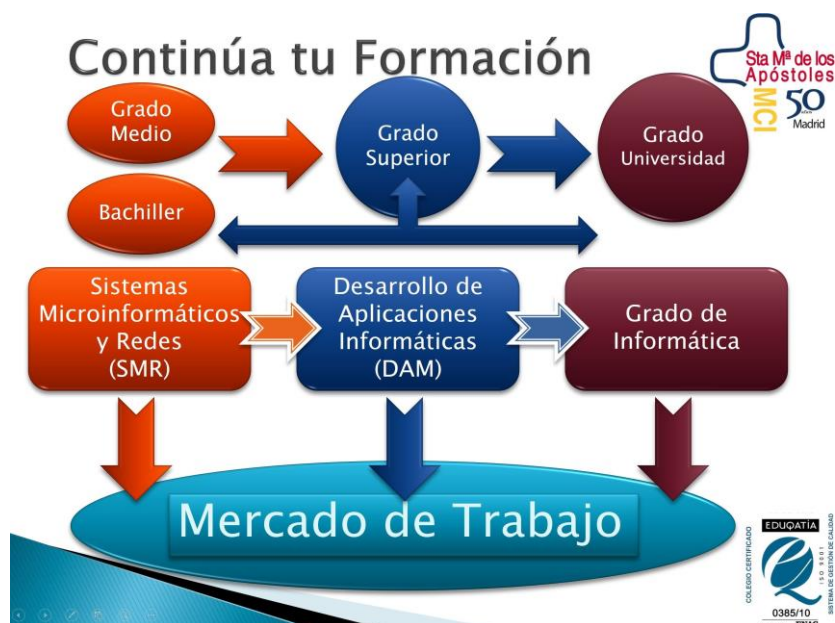 Continúa tu Formación
Sta Mª de los
Apóstoles
MCI
50
años
Madrid
Grado
Medio
Grado
Superior
Grado
Universidad
Bachiller
Sistemas
Microinformáticos
y Redes
(SMR)
Desarrollo de
Aplicaciones
Informáticas
(DAM)
Grado de
Informática
Mercado de Trabajo
EDUQATÍA
COLEGIO CERTIFICADO
ISO 9001
SISTEMA DE GESTIÓN DE CALIDAD
0385/10